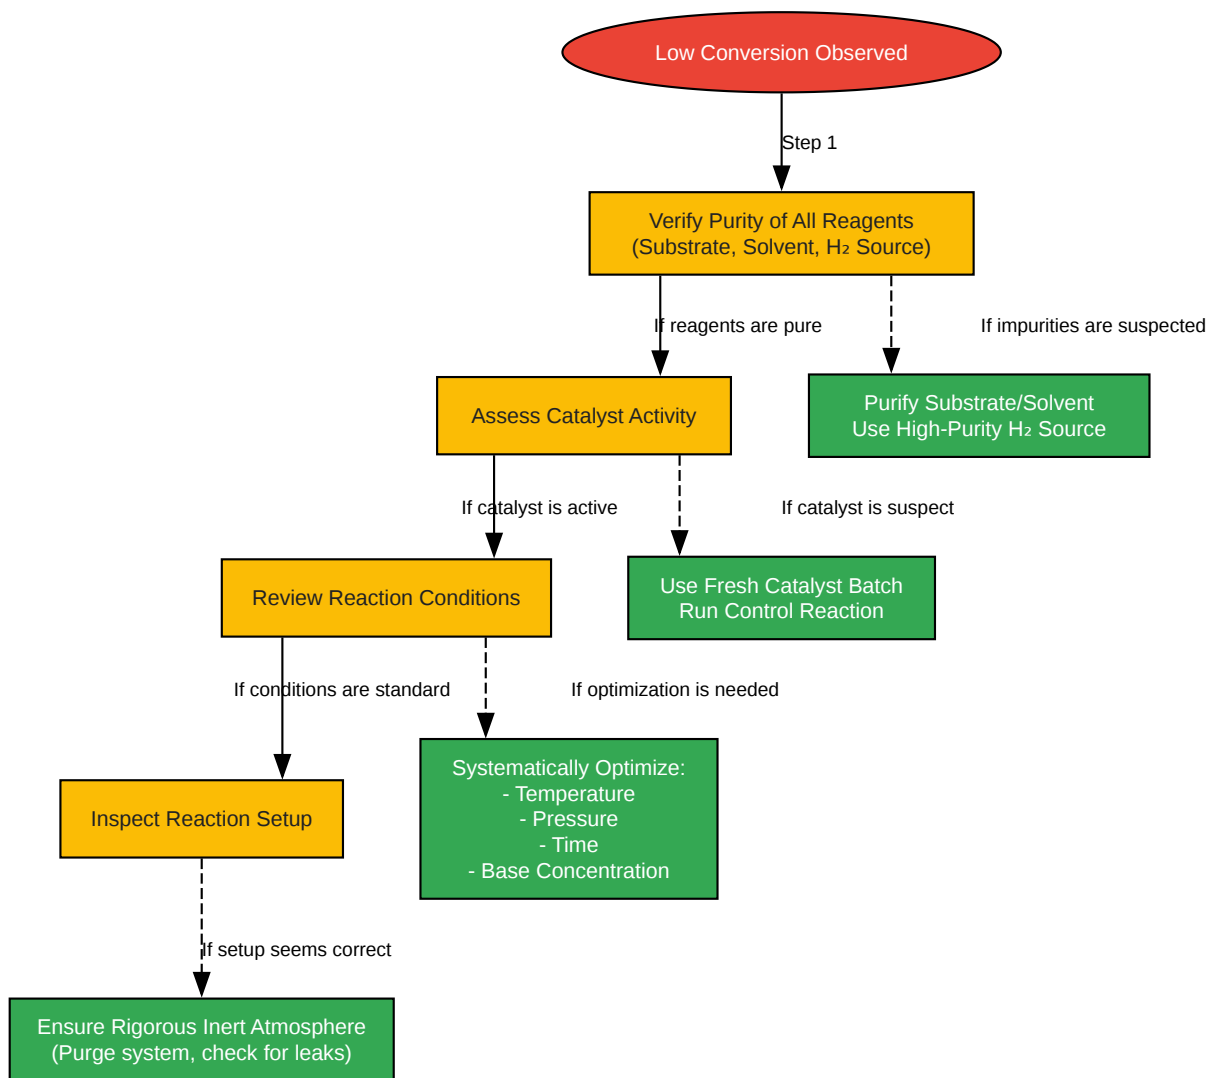 Low Conversion Observed
Step 1
Verify Purity of All Reagents
(Substrate, Solvent, H₂ Source)
If reagents are pure
If impurities are suspected
Assess Catalyst Activity
Purify Substrate/Solvent
Use High-Purity H₂ Source
If catalyst is active
If catalyst is suspect
Review Reaction Conditions
Use Fresh Catalyst Batch
Run Control Reaction
If conditions are standard
If optimization is needed
Inspect Reaction Setup
Systematically Optimize:
- Temperature
- Pressure
- Time
- Base Concentration
If setup seems correct
Ensure Rigorous Inert Atmosphere
(Purge system, check for leaks)